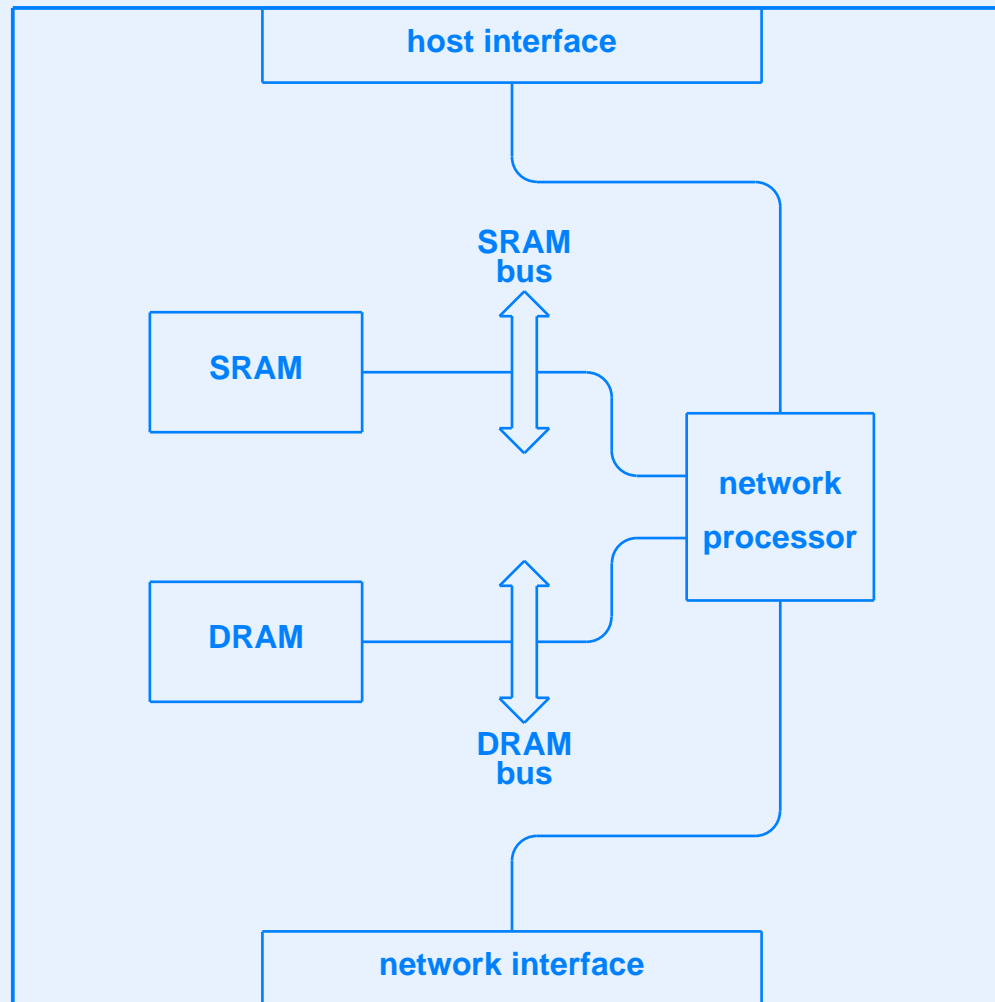 host interface
SRAM
bus
SRAM
network
processor
DRAM
DRAM
bus
network interface